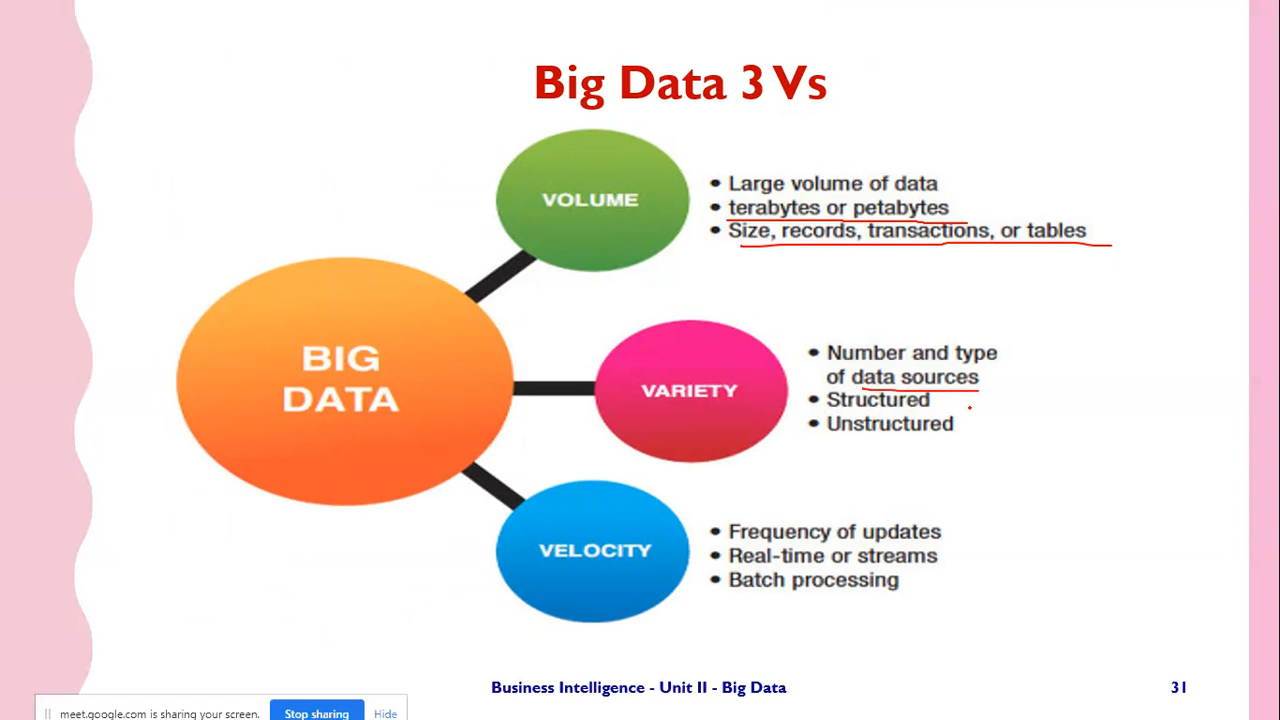 Big Data 3 Vs
VOLUME
• Large volume of data
• terabytes or petabytes
• Size, records, transactions, or tables
BIG
DATA
VARIETY
• Number and type
of data sources
• Structured
• Unstructured
VELOCITY
• Frequency of updates
• Real-time or streams
• Batch processing
Business Intelligence - Unit II - Big Data
31
meet.google.com is sharing your screen.
Stop sharing
Hide